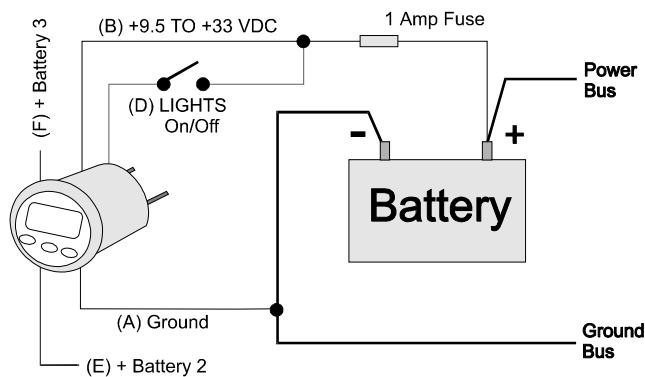 1 Amp Fuse
(B) +9.5 TO +33 VDC
(F) + Battery 3
Power
Bus
(D) LIGHTS
On/Off
-
+
Battery
(A) Ground
Ground
Bus
(E) + Battery 2